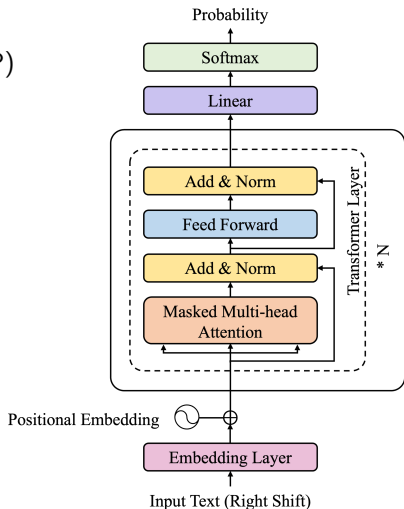 Probability
?)
Softmax
Linear
Add & Norm
Feed Forward
Add & Norm
Masked Multi-head
Attention
Transformer Layer
N *
Positional Embedding
Embedding Layer
Input Text (Right Shift)